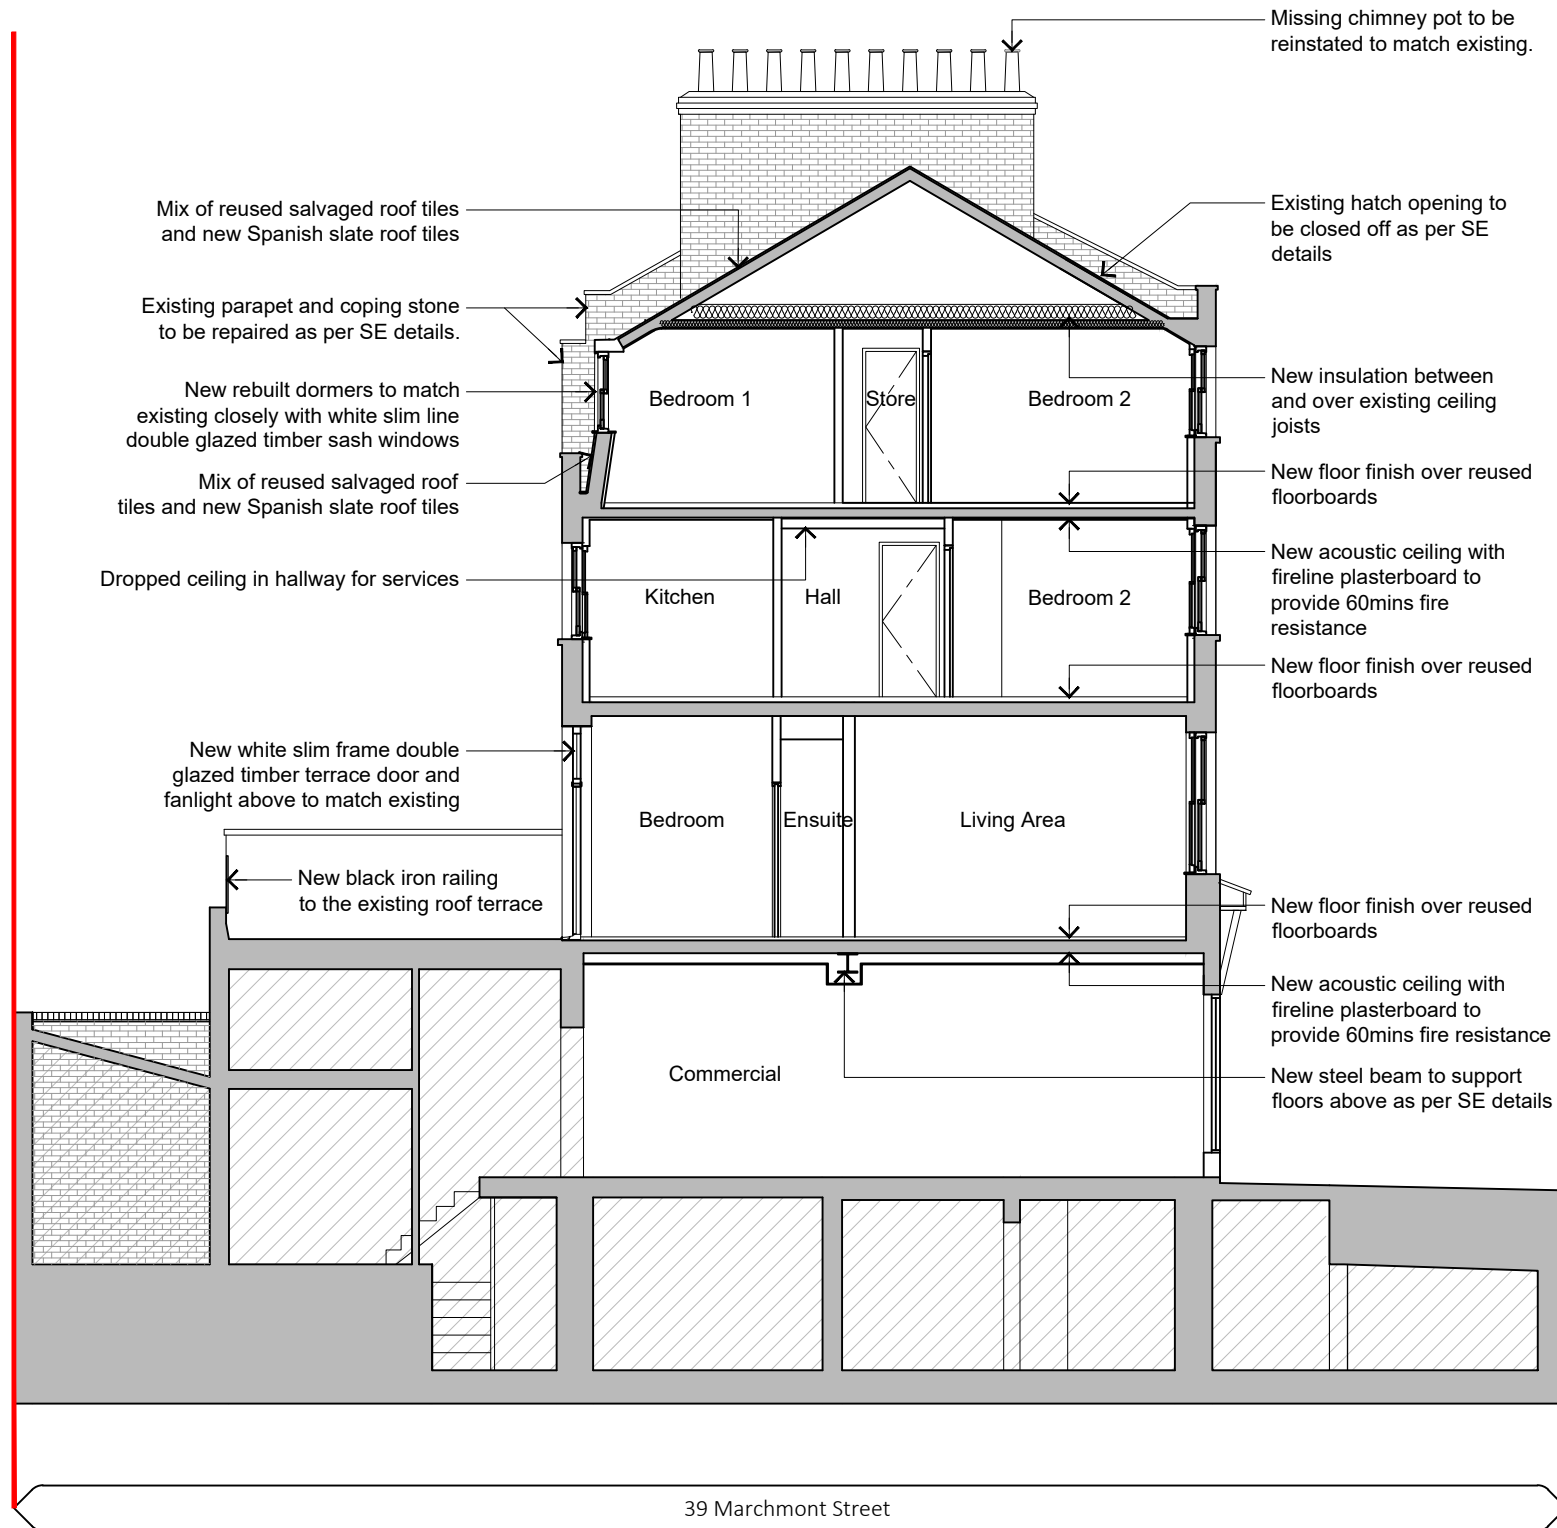 Missing chimney pot to be
reinstated to match existing.
Mix of reused salvaged roof tiles
and new Spanish slate roof tiles
Existing hatch opening to
be closed off as per SE
details
Existing parapet and coping stone
to be repaired as per SE details.
New rebuilt dormers to match
existing closely with white slim line
double glazed timber sash windows
Bedroom 1
Store
Bedroom 2
New insulation between
and over existing ceiling
joists
Mix of reused salvaged roof
tiles and new Spanish slate roof tiles
New floor finish over reused
floorboards
Dropped ceiling in hallway for services
Kitchen
Hall
Bedroom 2
New acoustic ceiling with
fireline plasterboard to
provide 60mins fire
resistance
New floor finish over reused
floorboards
New white slim frame double
glazed timber terrace door and
fanlight above to match existing
Bedroom
Ensuite
Living Area
New black iron railing
to the existing roof terrace
New floor finish over reused
floorboards
New acoustic ceiling with
fireline plasterboard to
provide 60mins fire resistance
Commercial
New steel beam to support
floors above as per SE details
39 Marchmont Street